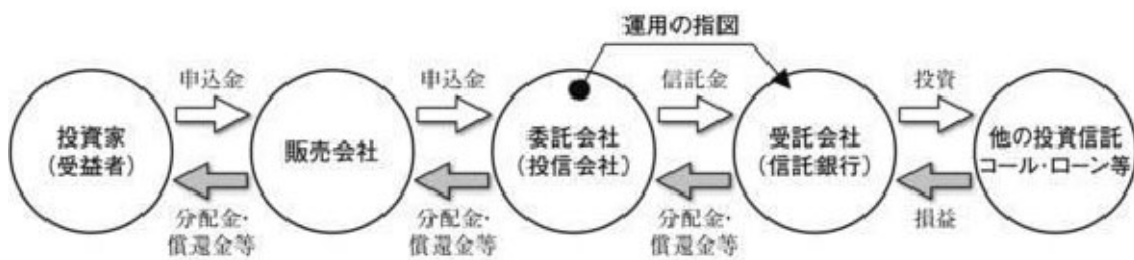 運用の指図
申込金
申込金
信託金
投資
投資家
(受益者)
販売会社
委託会社
(投信会社)
受託会社
(信託銀行)
他の投資信託
コール・ローン等
分配金・
償還金等
分配金・
償還金等
分配金・
償還金等
損益